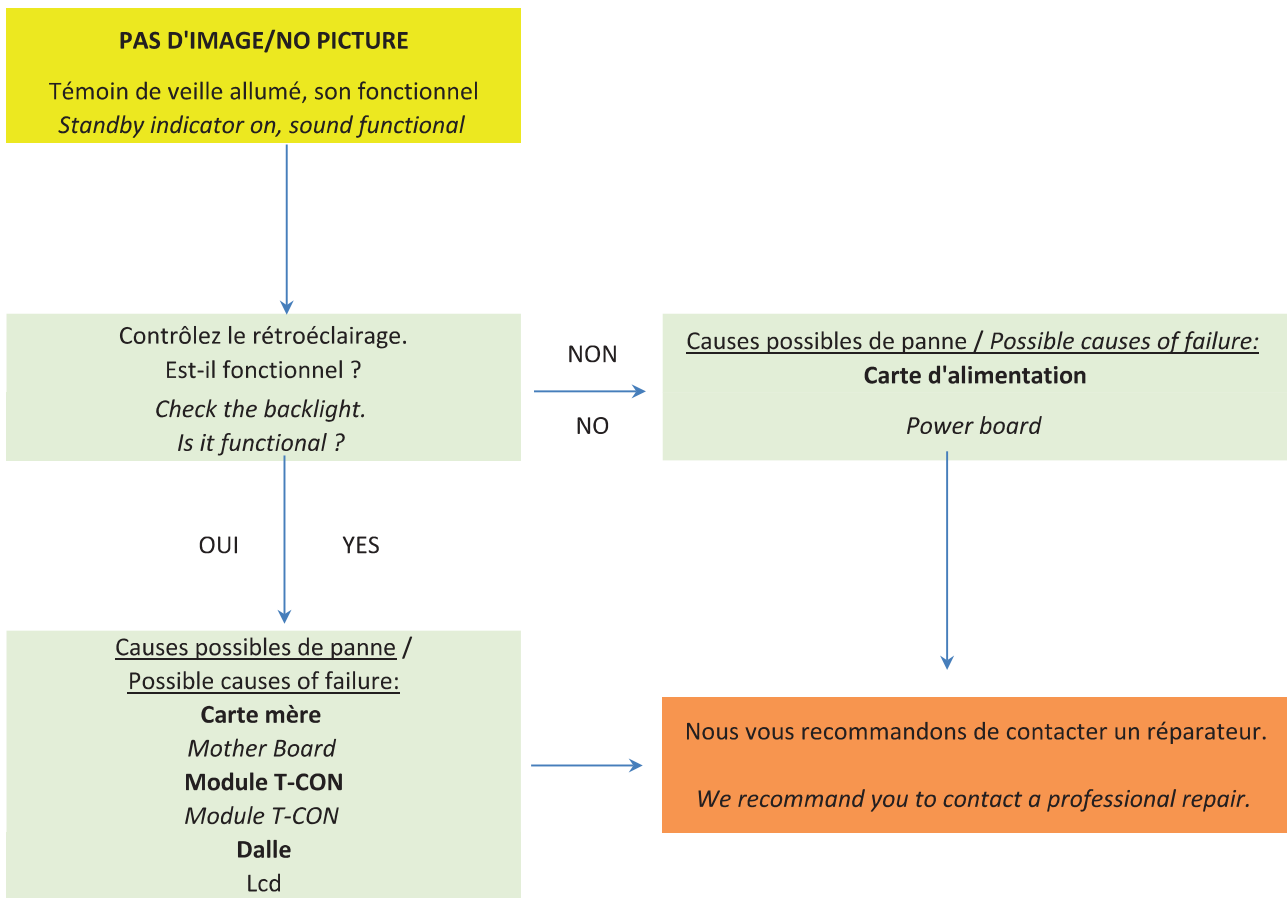 PAS D'IMAGE/NO PICTURE
Témoin de veille allumé, son fonctionnel
Standby indicator on, sound functional
Contrôlez le rétroéclairage.
Est-il fonctionnel ?
Check the backlight.
Is it functional ?
NON
NO
Causes possibles de panne / Possible causes of failure:
Carte d'alimentation
Power board
OUI
YES
Causes possibles de panne /
Possible causes of failure:
Carte mère
Mother Board
Module T-CON
Module T-CON
Dalle
Lcd
Nous vous recommandons de contacter un réparateur.
We recommand you to contact a professional repair.